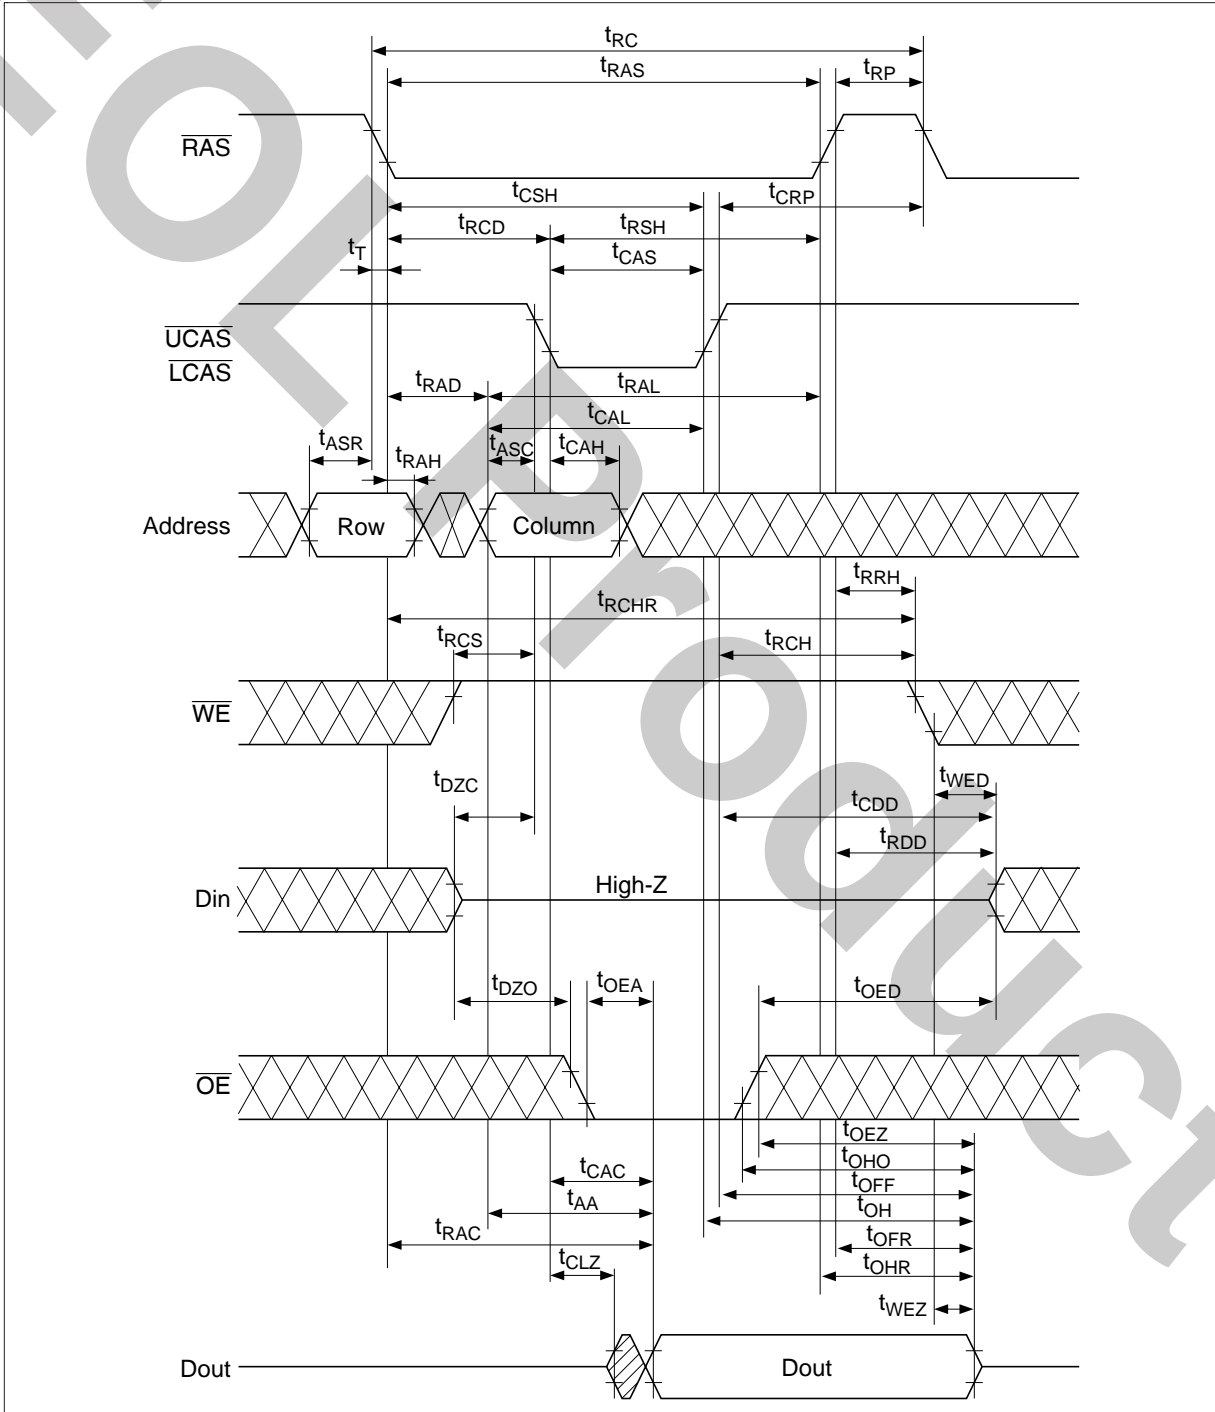 tRC
tRAS
tRP
RAS
tCSH
tCRP
tRCD
tRSH
tT
tCAS
UCAS
LCAS
tRAD
tRAL
tCAL
tASR
tRAH
tASC
tCAH
Address
Row
Column
tRRH
tRCHR
tRCS
tRCH
WE
tDZC
tWED
tCDD
tRDD
Din
High-Z
tDZO
tOEA
tOED
OE
tOEZ
tOHO
tCAC
tOFF
tAA
tOH
tRAC
tOFR
tCLZ
tOHR
tWEZ
Dout
Dout
OL Product